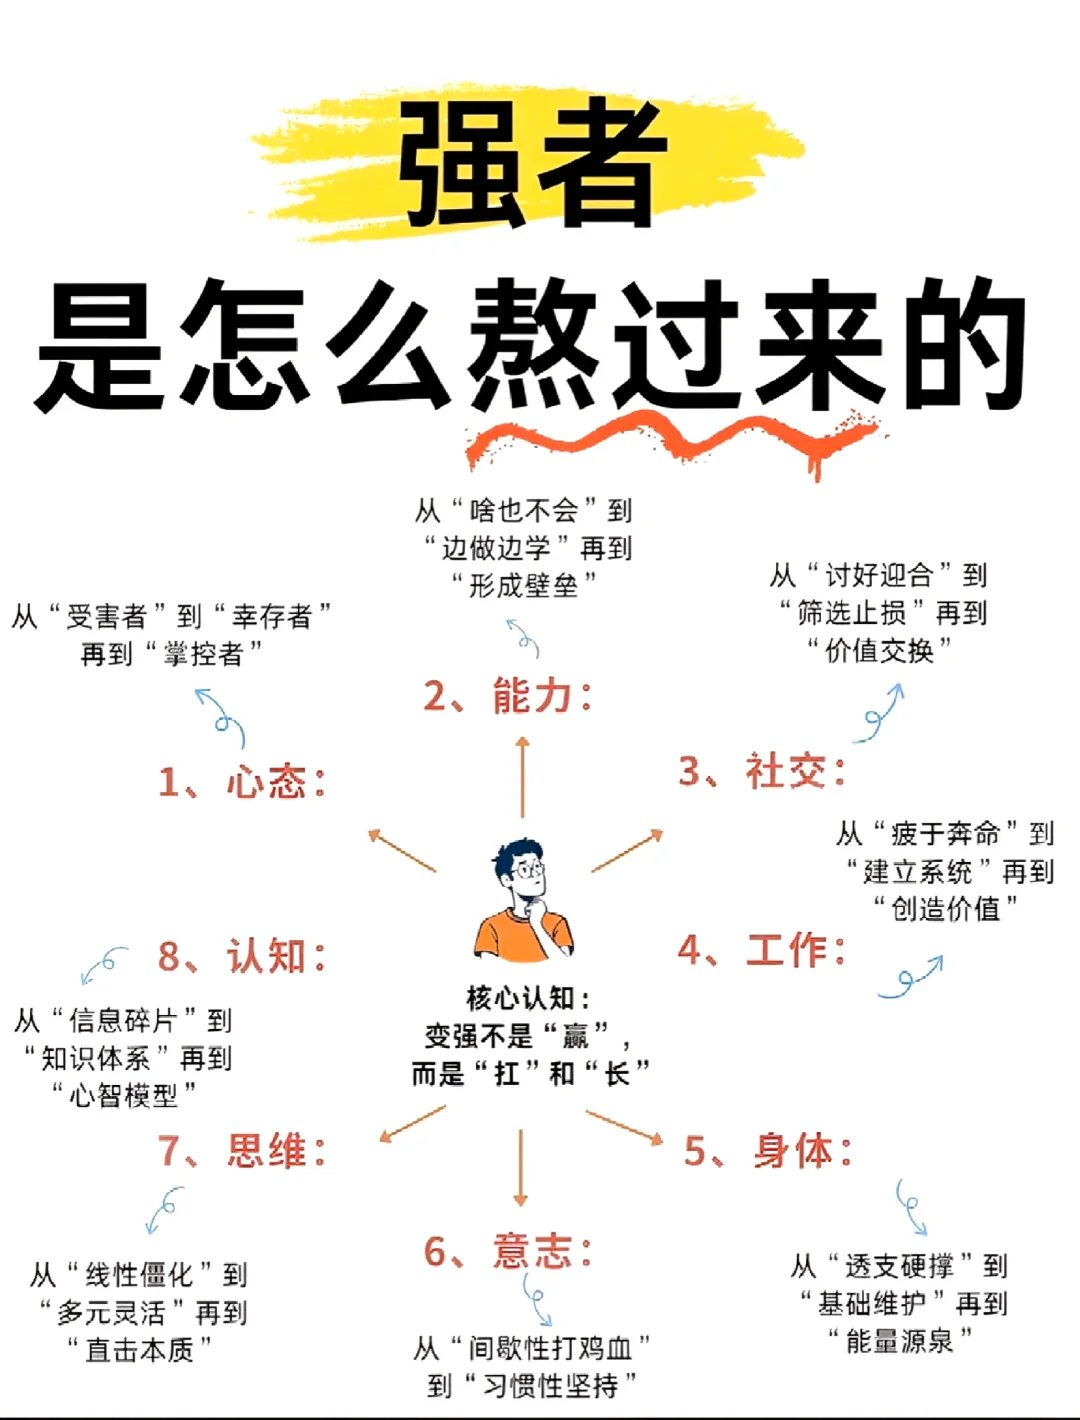 强者
是怎么熬过来的
从“受害者”到“幸存者”
再到“掌控者”
1、心态：
从“啥也不会”到
“边做边学”再到
“形成壁垒”
2、能力：
从“讨好迎合”到
“筛选止损”再到
“价值交换”
3、社交：
从“疲于奔命”到
“建立系统”再到
“创造价值”
4、工作：
核心认知：
变强不是“赢”，
而是“扛”和“长”
5、身体：
从“透支硬撑”到
“基础维护”再到
“能量源泉”
6、意志：
从“间歇性打鸡血”
到“习惯性坚持”
7、思维：
从“线性僵化”到
“多元灵活”再到
“直击本质”
8、认知：
从“信息碎片”到
“知识体系”再到
“心智模型”